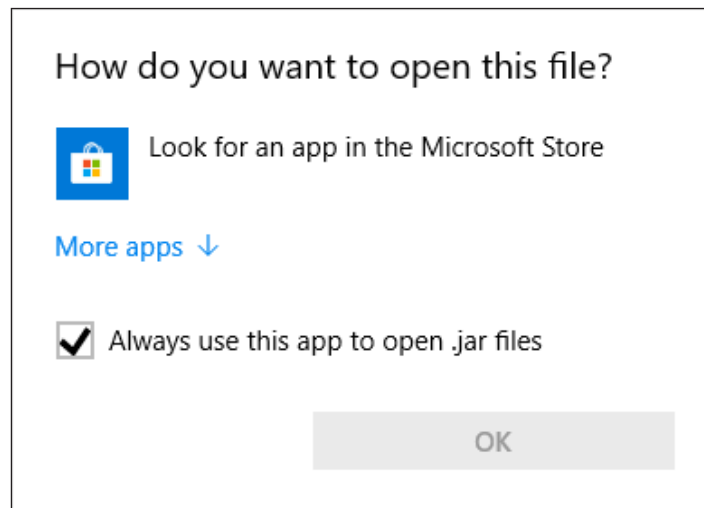 How do you want to open this file?
Look for an app in the Microsoft Store
More apps ↓
Always use this app to open .jar files
OK